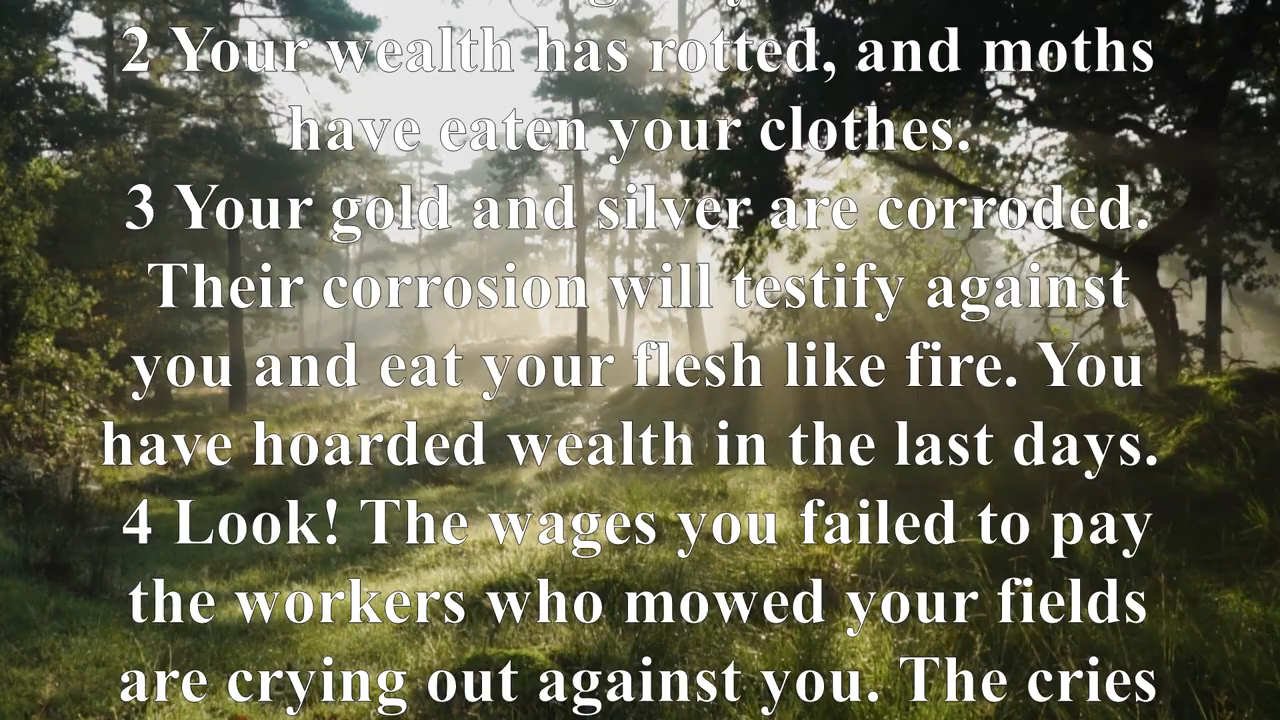 2 Your wealth has rotted, and moths
have eaten your clothes.
3 Your gold and silver are corroded.
Their corrosion will testify against
you and eat your flesh like fire. You
have hoarded wealth in the last days.
4 Look! The wages you failed to pay
the workers who mowed your fields
are crying out against you. The cries